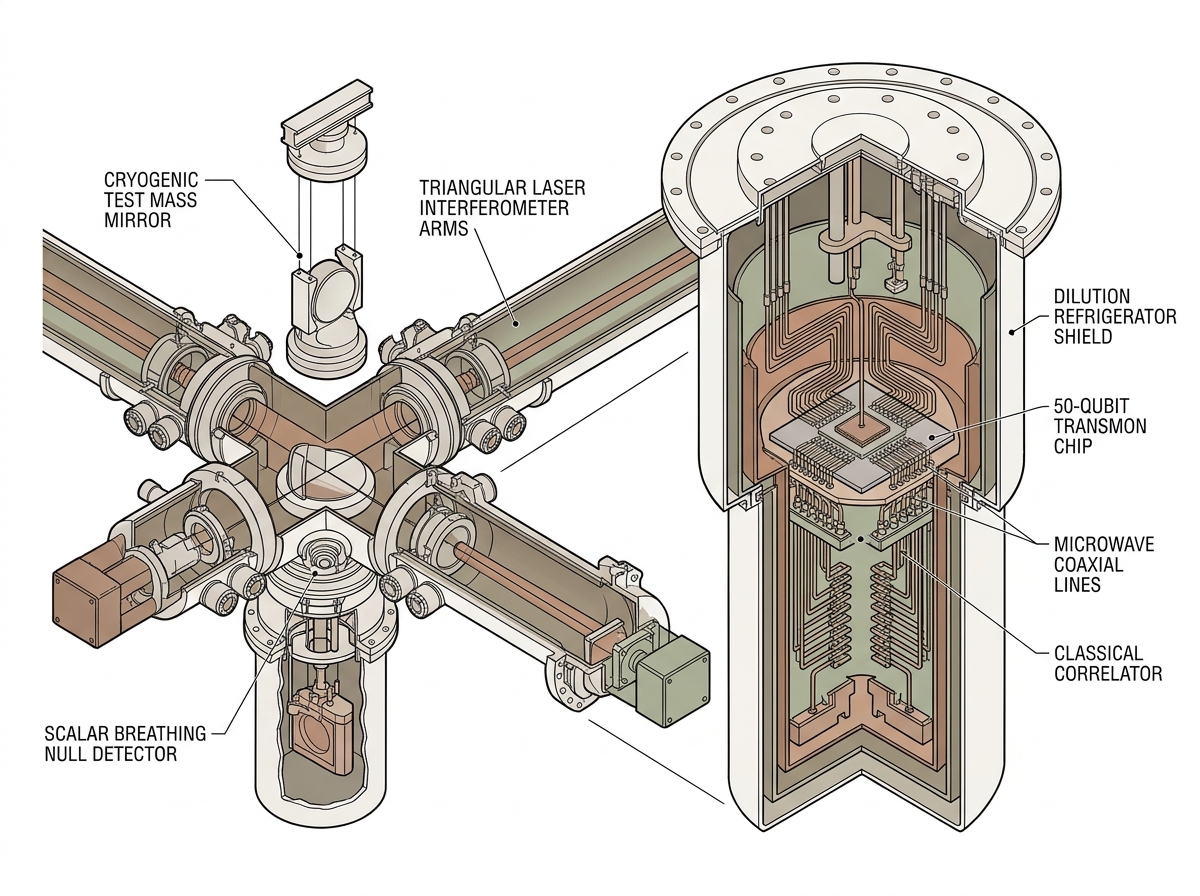 CRYOGENIC
TEST MASS
MIRROR
TRIANGULAR LASER
INTERFEROMETER
ARMS
DILUTION
REFRIGERATOR
SHIELD
50-QUBIT
TRANSMON
CHIP
MICROWAVE
COAXIAL
LINES
CLASSICAL
CORRELATOR
SCALAR BREATHING
NULL DETECTOR